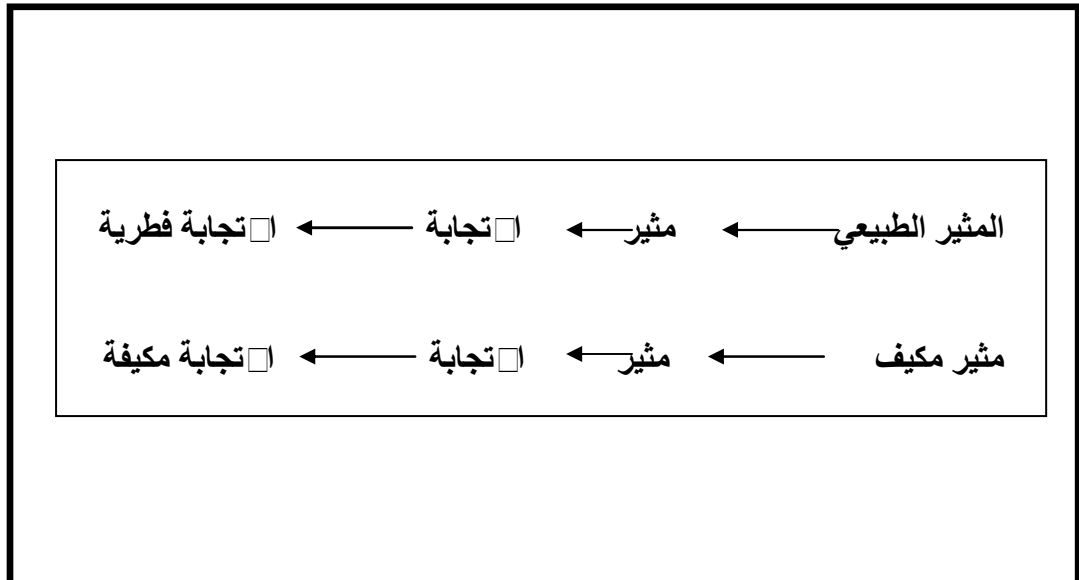 المثير الطبيعي ← مثير ← ا□تجابة ← ا□تجابة فطرية
مثير مكيف ← مثير ← ا□تجابة ← ا□تجابة مكيفة